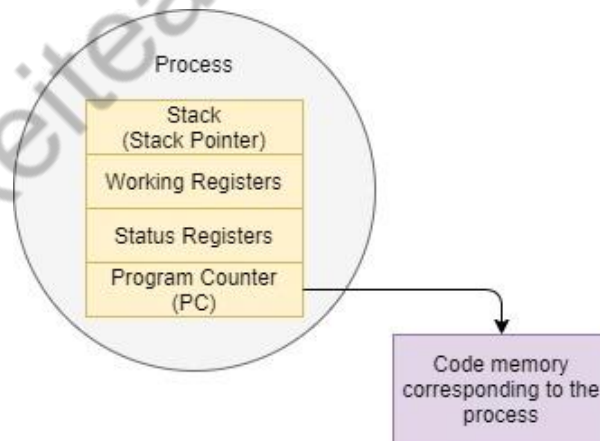 Process
Stack
(Stack Pointer)
Working Registers
Status Registers
Program Counter
(PC)
Code memory
corresponding to the
process